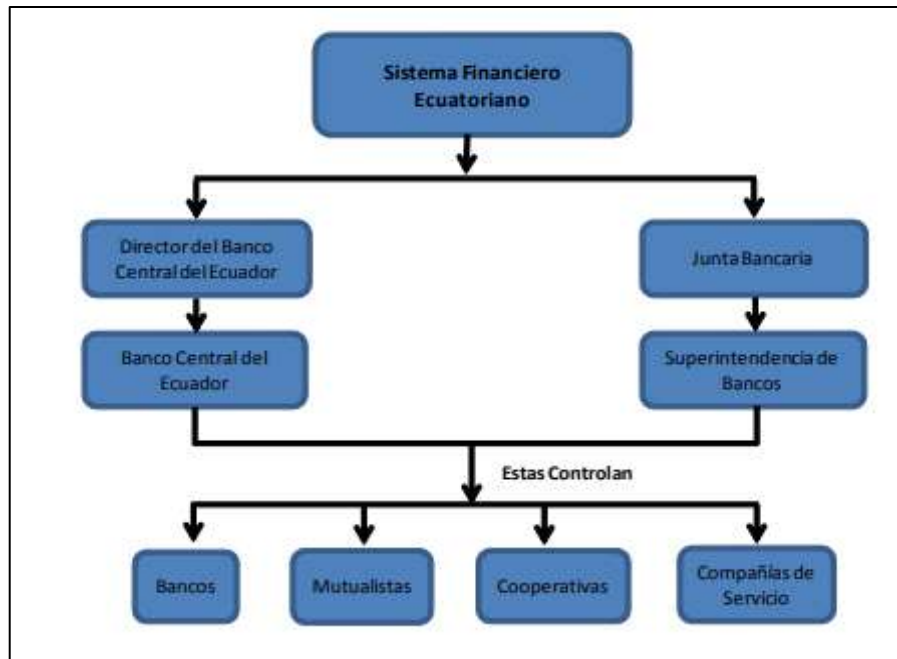 Sistema Financiero
Ecuatoriano
Director del Banco
Central del Ecuador
Junta Bancaria
Banco Central del
Ecuador
Superintendencia de
Bancos
Estas Controlan
Bancos
Mutualistas
Cooperativas
Compañías de
Servicio